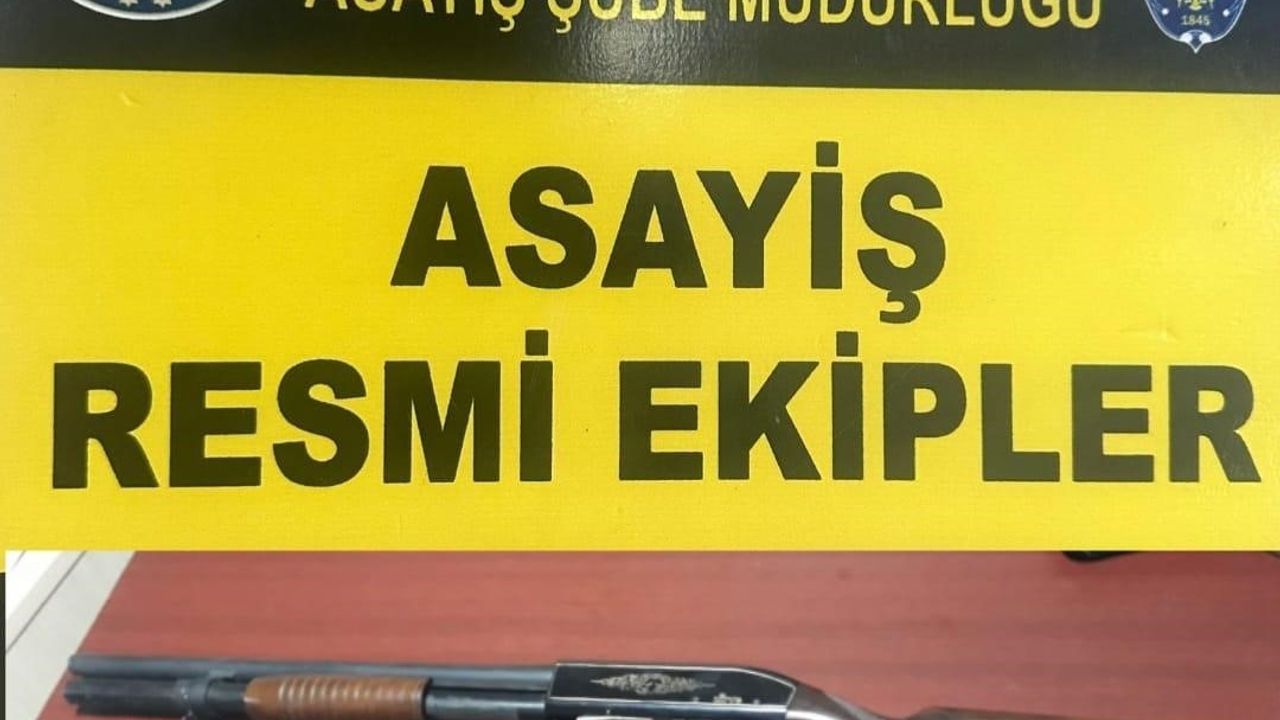 ASAYİŞ ŞUBE MÜDÜRLÜĞÜ
1845
ASAYİŞ
RESMİ EKİPLER